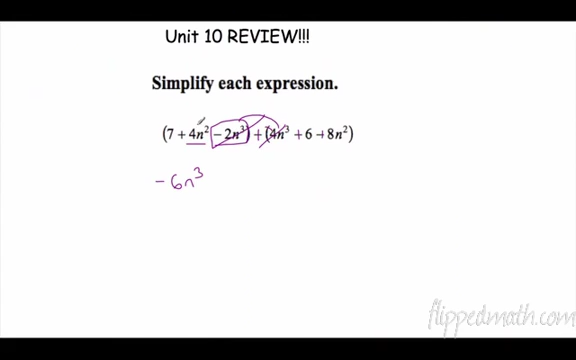 Unit 10 REVIEW!!!
Simplify each expression.
(7 + 4n² − 2n³) + (4n³ + 6 + 8n²)
−6n³
flippedmath.com